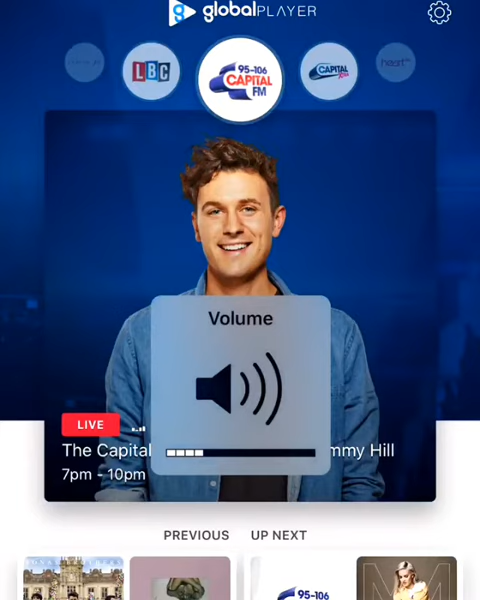 globalPLAYER
LBC
95-106
CAPITAL
FM
CAPITAL
heart
Volume
LIVE
The Capital
mmy Hill
7pm - 10pm
PREVIOUS
UP NEXT
95-106